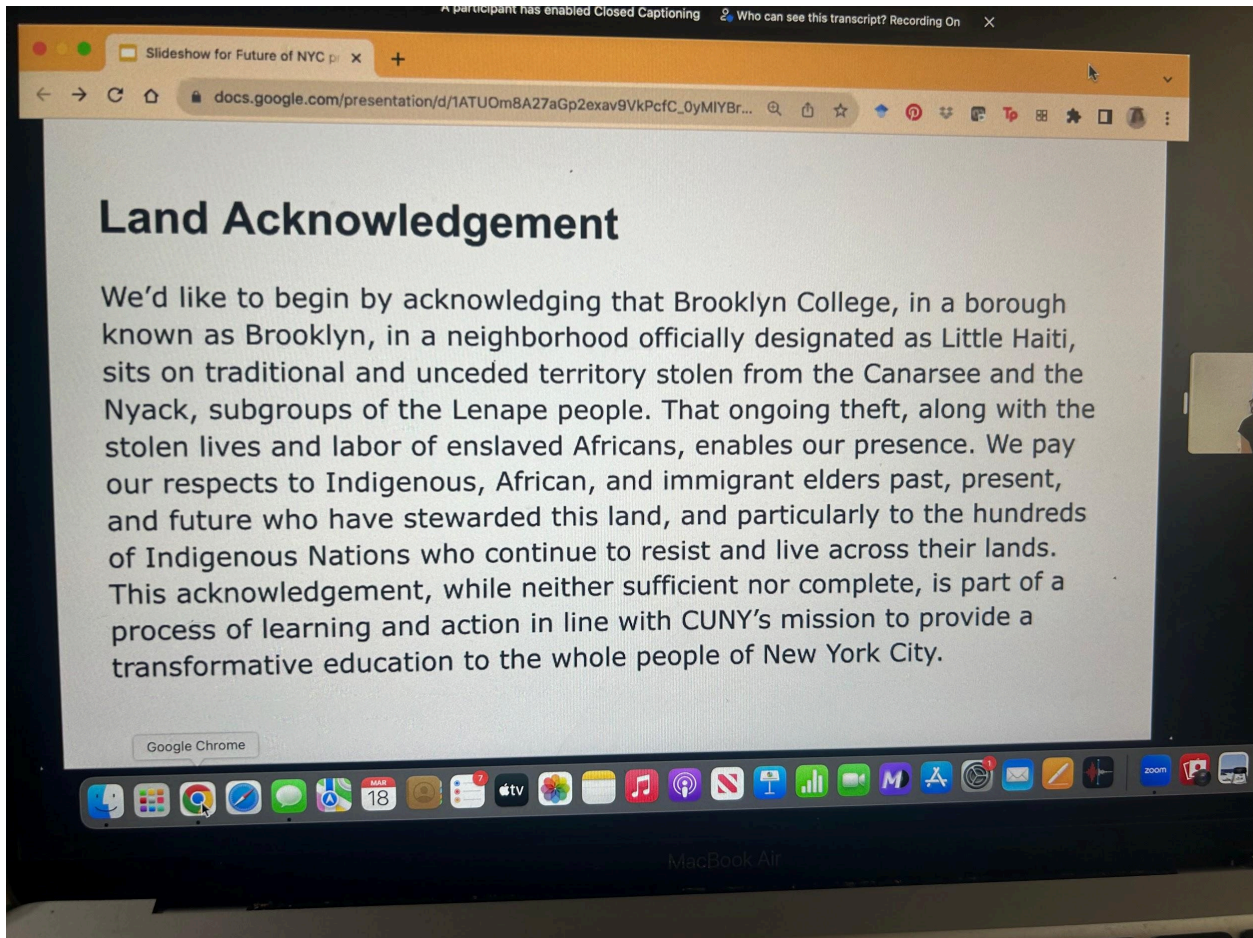 A participant has enabled Closed Captioning Who can see this transcript? Recording On
Slideshow for Future of NYC
docs.google.com/presentation/d/1ATUOm8A27aGp2exav9VkPcfC_0yMIYBr...
Tp
Land Acknowledgement
We'd like to begin by acknowledging that Brooklyn College, in a borough
known as Brooklyn, in a neighborhood officially designated as Little Haiti,
sits on traditional and unceded territory stolen from the Canarsee and the
Nyack, subgroups of the Lenape people. That ongoing theft, along with the
stolen lives and labor of enslaved Africans, enables our presence. We pay
our respects to Indigenous, African, and immigrant elders past, present,
and future who have stewarded this land, and particularly to the hundreds
of Indigenous Nations who continue to resist and live across their lands.
This acknowledgement, while neither sufficient nor complete, is part of a
process of learning and action in line with CUNY's mission to provide a
transformative education to the whole people of New York City.
Google Chrome
MAR
18
7
tv
1
zoom
MacBook Air